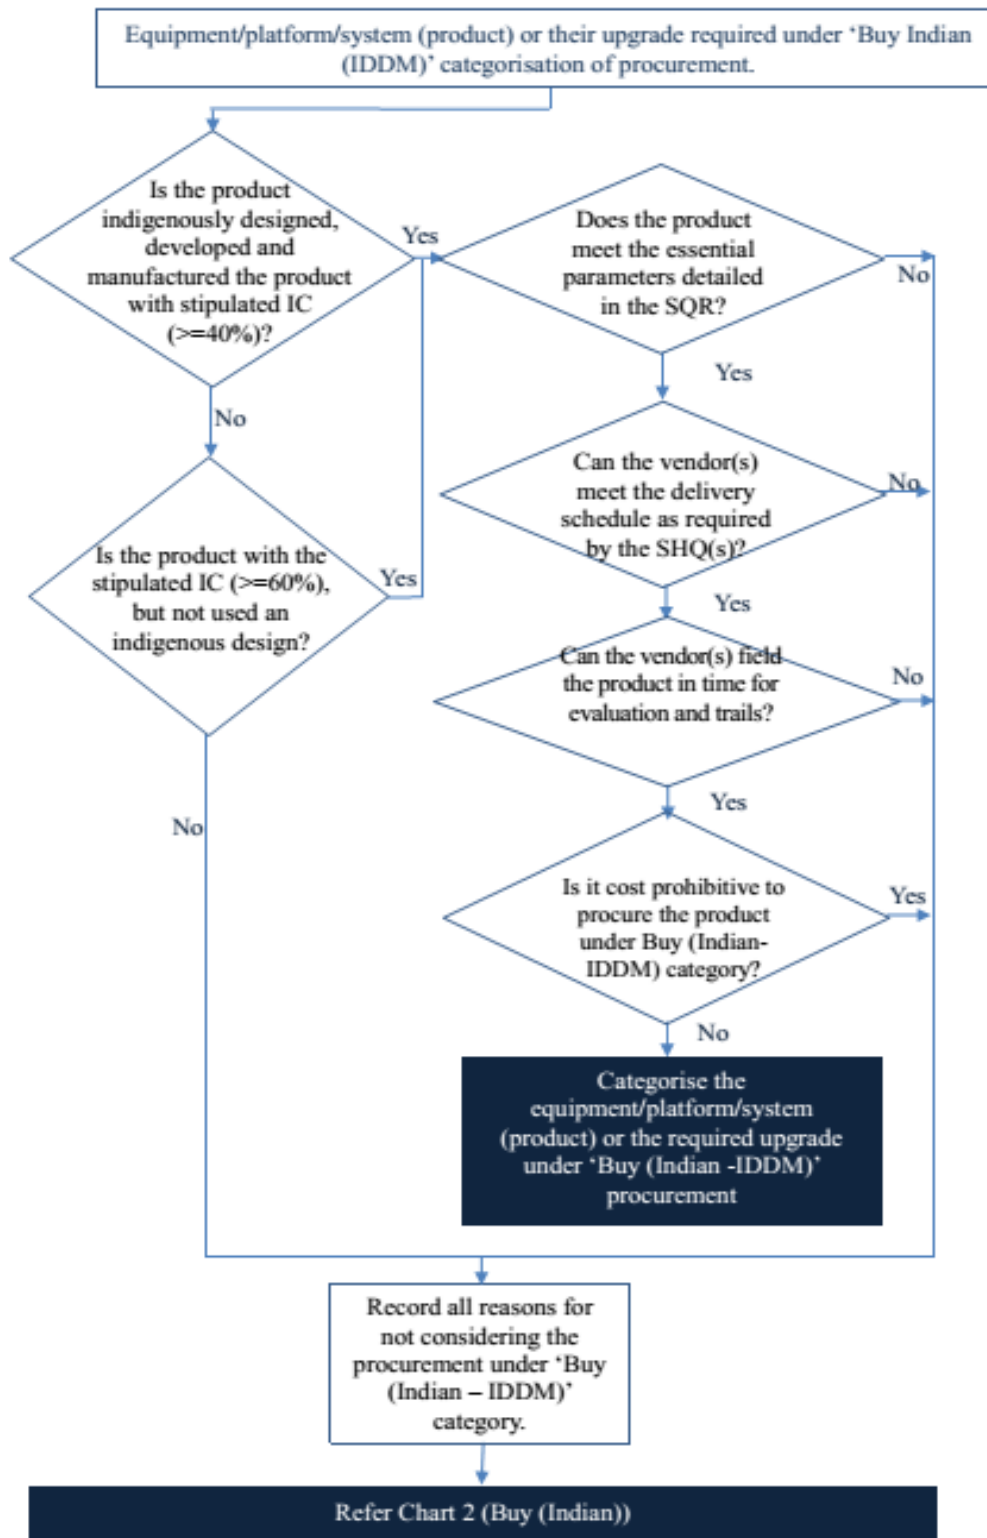 Equipment/platform/system (product) or their upgrade required under ‘Buy Indian
(IDDM)’ categorisation of procurement.
Is the product
indigenously designed,
developed and
manufactured the product
with stipulated IC
(>=40%)?
Yes
No
Is the product with the
stipulated IC (>=60%),
but not used an
indigenous design?
Yes
No
Does the product
meet the essential
parameters detailed
in the SQR?
No
Yes
Can the vendor(s)
meet the delivery
schedule as required
by the SHQ(s)?
No
Yes
Can the vendor(s) field
the product in time for
evaluation and trails?
No
Yes
Is it cost prohibitive to
procure the product
under Buy (Indian-
IDDM) category?
Yes
No
Categorise the
equipment/platform/system
(product) or the required upgrade
under ‘Buy (Indian -IDDM)’
procurement
Record all reasons for
not considering the
procurement under ‘Buy
(Indian – IDDM)’
category.
Refer Chart 2 (Buy (Indian))